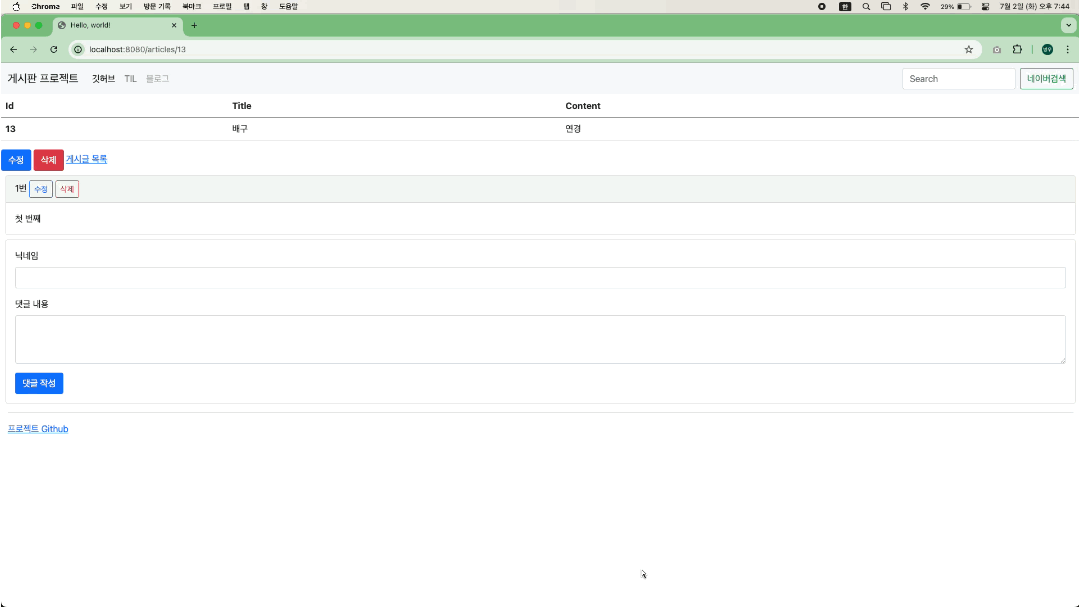 Chrome 파일 수정 보기 방문 기록 북마크 프로필 탭 창 도움말 한 29% 7월 2일 (화) 오후 7:44
Hello, world!
localhost:8080/articles/13
게시판 프로젝트 깃허브 TIL 블로그 Search 네이버검색
Id Title Content
13 배구 연경
수정 삭제 게시글 목록
1번 수정 삭제
첫 번째
닉네임
댓글 내용
댓글 작성
프로젝트 Github